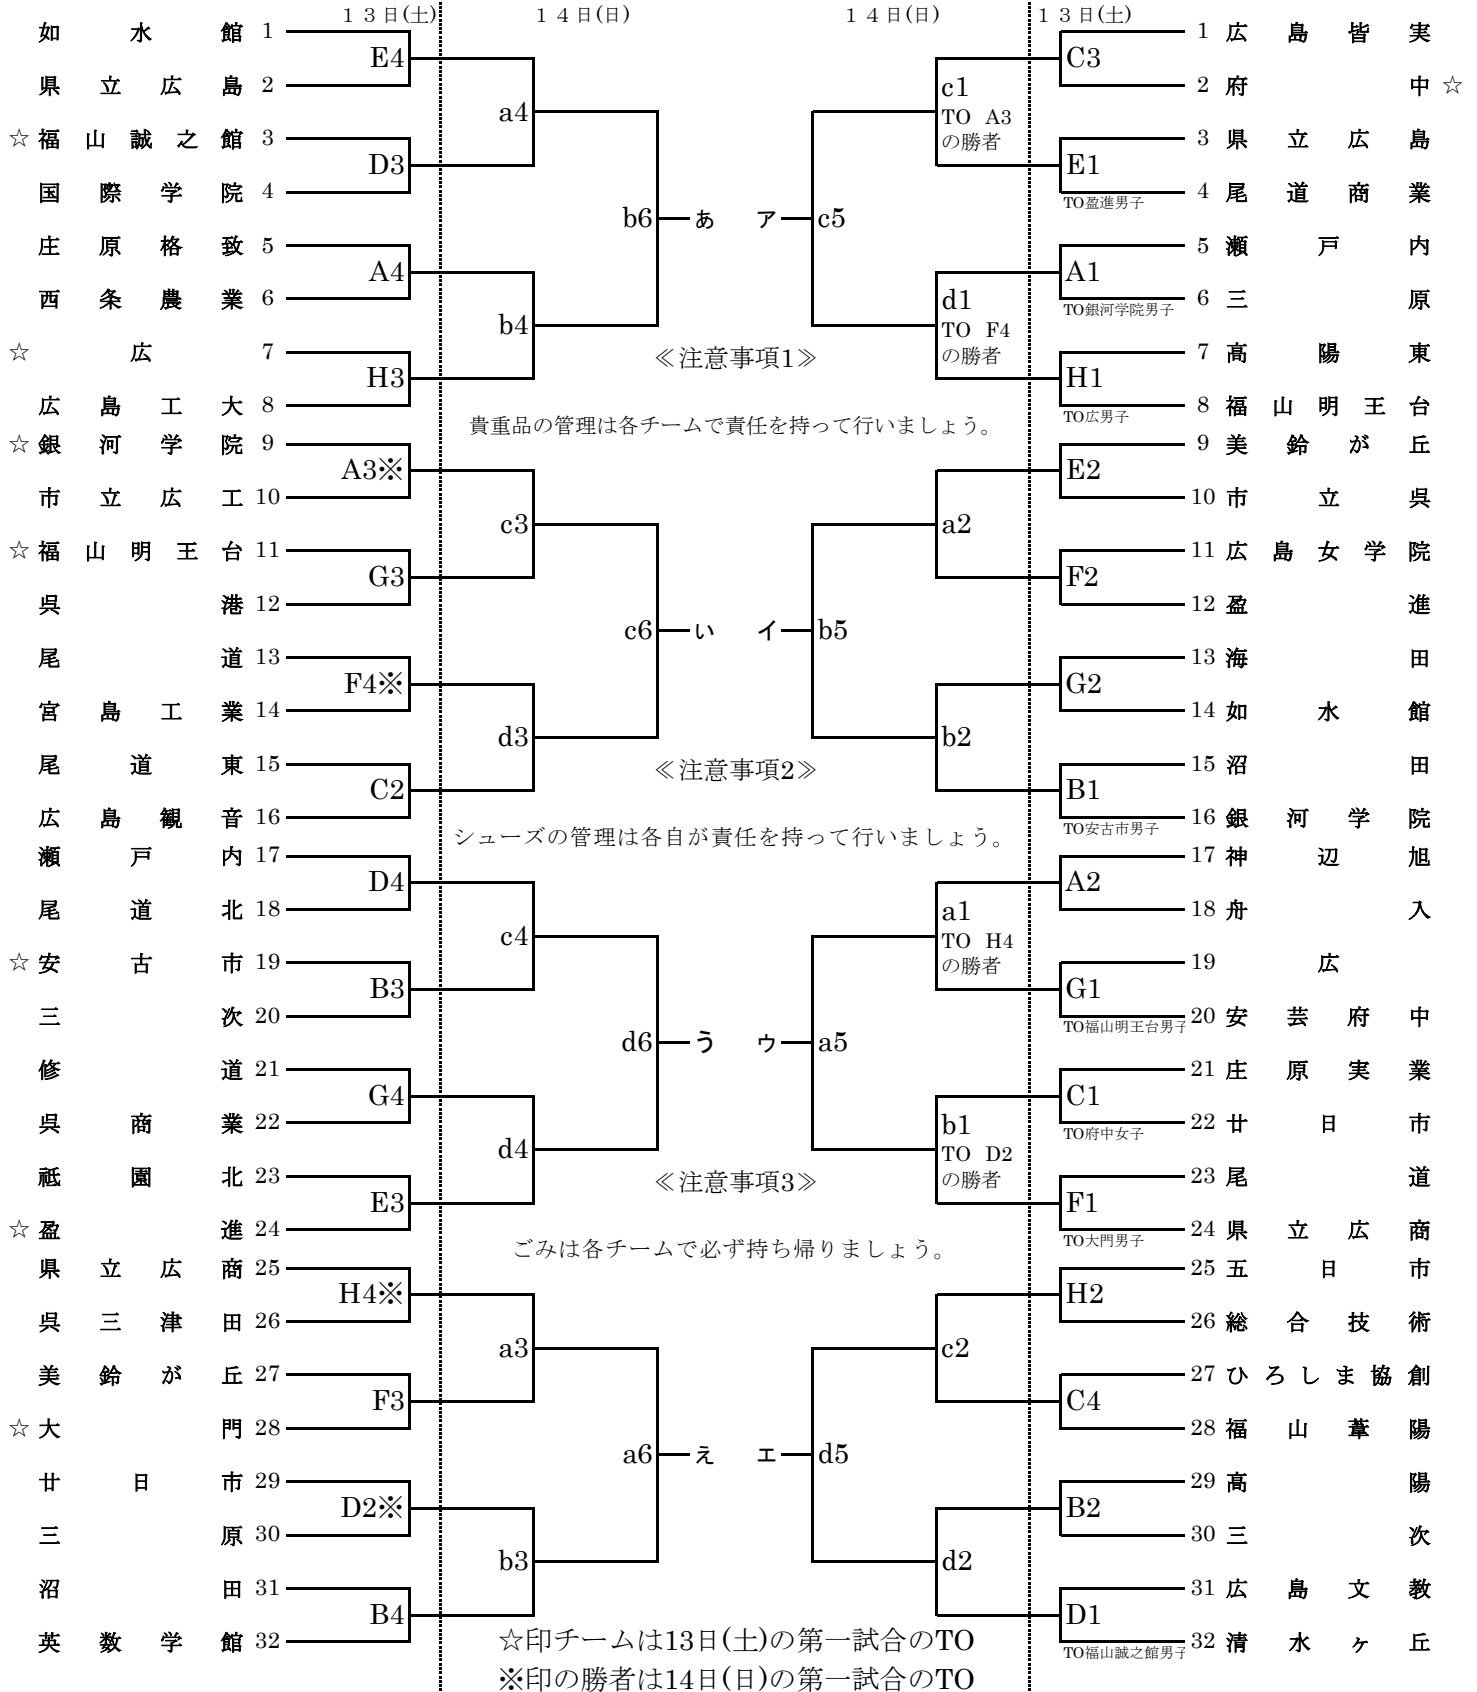 13日(土) 14日(日) 14日(日) 13日(土)
如水館 1
E4
県立広島 2
a4
☆福山誠之館 3
D3
国際学院 4
b6 あ
庄原格致 5
A4
西条農業 6
b4
☆広 7
H3
広島工大 8
☆銀河学院 9
A3※
市立広工 10
c3
☆福山明王台 11
G3
呉港 12
c6 い
尾道 13
F4※
宮島工業 14
d3
尾道東 15
C2
広島観音 16
瀬戸内 17
D4
尾道北 18
c4
☆安古市 19
B3
三次 20
d6 う
修道 21
G4
呉商業 22
d4
祗園北 23
E3
☆盈進 24
県立広商 25
H4※
呉三津田 26
a3
美鈴が丘 27
F3
☆大門 28
a6 え
廿日市 29
D2※
三原 30
b3
沼田 31
B4
英数学館 32
≪注意事項1≫
貴重品の管理は各チームで責任を持って行いましょう。
≪注意事項2≫
シューズの管理は各自が責任を持って行いましょう。
≪注意事項3≫
ごみは各チームで必ず持ち帰りましょう。
☆印チームは13日(土)の第一試合のTO
※印の勝者は14日(日)の第一試合のTO
1 広島皆実
C3
2 府中☆
c1
TO A3
の勝者
3 県立広島
E1
TO盈進男子
4 尾道商業
ア c5
5 瀬戸内
A1
TO銀河学院男子
6 三原
d1
TO F4
の勝者
7 高陽東
H1
TO広男子
8 福山明王台
9 美鈴が丘
E2
10 市立呉
a2
11 広島女学院
F2
12 盈進
イ b5
13 海田
G2
14 如水館
b2
15 沼田
B1
TO安古市男子
16 銀河学院
17 神辺旭
A2
18 舟入
a1
TO H4
の勝者
19 広
G1
TO福山明王台男子
20 安芸府中
ウ a5
21 庄原実業
C1
TO府中女子
22 廿日市
b1
TO D2
の勝者
23 尾道
F1
TO大門男子
24 県立広商
25 五日市
H2
26 総合技術
c2
27 ひろしま協創
C4
28 福山葦陽
エ d5
29 高陽
B2
30 三次
d2
31 広島文教
D1
TO福山誠之館男子
32 清水ヶ丘